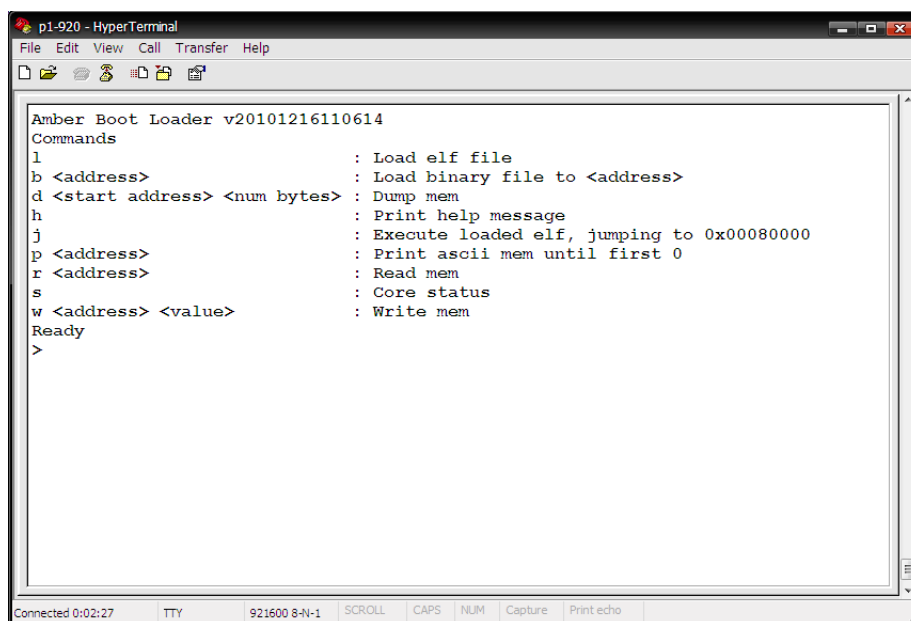 p1-920 - HyperTerminal
File Edit View Call Transfer Help
Amber Boot Loader v20101216110614
Commands
l : Load elf file
b <address> : Load binary file to <address>
d <start address> <num bytes> : Dump mem
h : Print help message
j : Execute loaded elf, jumping to 0x00080000
p <address> : Print ascii mem until first 0
r <address> : Read mem
s : Core status
w <address> <value> : Write mem
Ready
>
Connected 0:02:27 TTY 921600 8-N-1 SCROLL CAPS NUM Capture Print echo